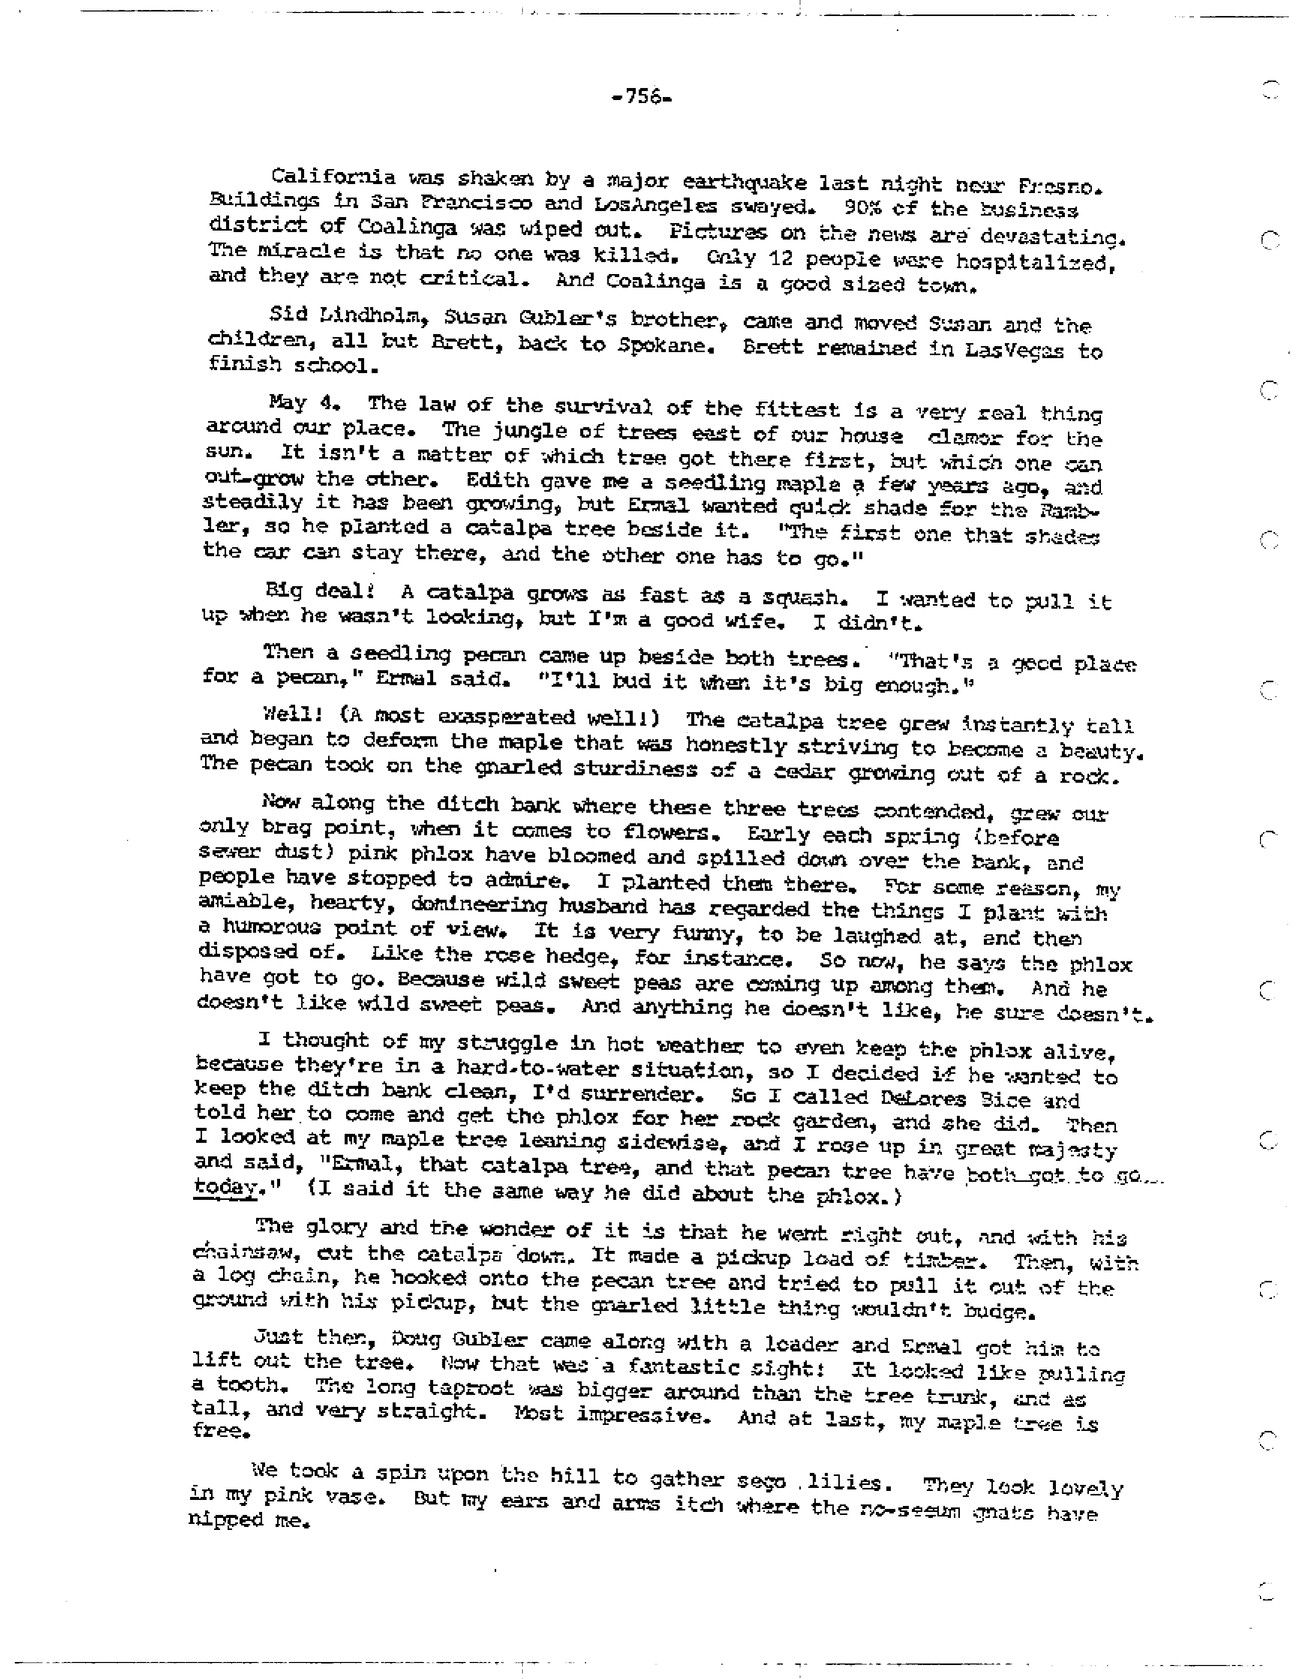 -756-
California was shaken by a major earthquake last night near Fresno.
Buildings in San Francisco and LosAngeles swayed. 90% of the business
district of Coalinga was wiped out. Pictures on the news are devastating.
The miracle is that no one was killed. Only 12 people were hospitalized,
and they are not critical. And Coalinga is a good sized town.
Sid Lindholm, Susan Gubler's brother, came and moved Susan and the
children, all but Brett, back to Spokane. Brett remained in LasVegas to
finish school.
May 4. The law of the survival of the fittest is a very real thing
around our place. The jungle of trees east of our house clamor for the
sun. It isn't a matter of which tree got there first, but which one can
out-grow the other. Edith gave me a seedling maple a few years ago, and
steadily it has been growing, but Ermal wanted quick shade for the Ramb-
ler, so he planted a catalpa tree beside it. "The first one that shades
the car can stay there, and the other one has to go."
Big deal! A catalpa grows as fast as a squash. I wanted to pull it
up when he wasn't looking, but I'm a good wife. I didn't.
Then a seedling pecan came up beside both trees. "That's a good place
for a pecan," Ermal said. "I'll bud it when it's big enough."
Well! (A most exasperated well!) The catalpa tree grew instantly tall
and began to deform the maple that was honestly striving to become a beauty.
The pecan took on the gnarled sturdiness of a cedar growing out of a rock.
Now along the ditch bank where these three trees contended, grew our
only brag point, when it comes to flowers. Early each spring (before
sewer dust) pink phlox have bloomed and spilled down over the bank, and
people have stopped to admire. I planted them there. For some reason, my
amiable, hearty, domineering husband has regarded the things I plant with
a humorous point of view. It is very funny, to be laughed at, and then
disposed of. Like the rose hedge, for instance. So now, he says the phlox
have got to go. Because wild sweet peas are coming up among them. And he
doesn't like wild sweet peas. And anything he doesn't like, he sure doesn't.
I thought of my struggle in hot weather to even keep the phlox alive,
because they're in a hard-to-water situation, so I decided if he wanted to
keep the ditch bank clean, I'd surrender. So I called DeLores Bice and
told her to come and get the phlox for her rock garden, and she did. Then
I looked at my maple tree leaning sidewise, and I rose up in great majesty
and said, "Ermal, that catalpa tree, and that pecan tree have both got to go
today." (I said it the same way he did about the phlox.)
The glory and the wonder of it is that he went right out, and with his
chainsaw, cut the catalpa down. It made a pickup load of timber. Then, with
a log chain, he hooked onto the pecan tree and tried to pull it out of the
ground with his pickup, but the gnarled little thing wouldn't budge.
Just then, Doug Gubler came along with a loader and Ermal got him to
lift out the tree. Now that was a fantastic sight! It looked like pulling
a tooth. The long taproot was bigger around than the tree trunk, and as
tall, and very straight. Most impressive. And at last, my maple tree is
free.
We took a spin upon the hill to gather sego lilies. They look lovely
in my pink vase. But my ears and arms itch where the no-seeum gnats have
nipped me.